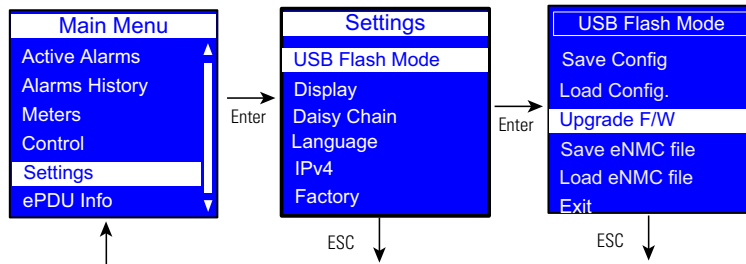 Main Menu
Active Alarms
Alarms History
Meters
Control
Settings
ePDU Info
Enter
Settings
USB Flash Mode
Display
Daisy Chain
Language
IPv4
Factory
ESC
Enter
USB Flash Mode
Save Config
Load Config.
Upgrade F/W
Save eNMC file
Load eNMC file
Exit
ESC